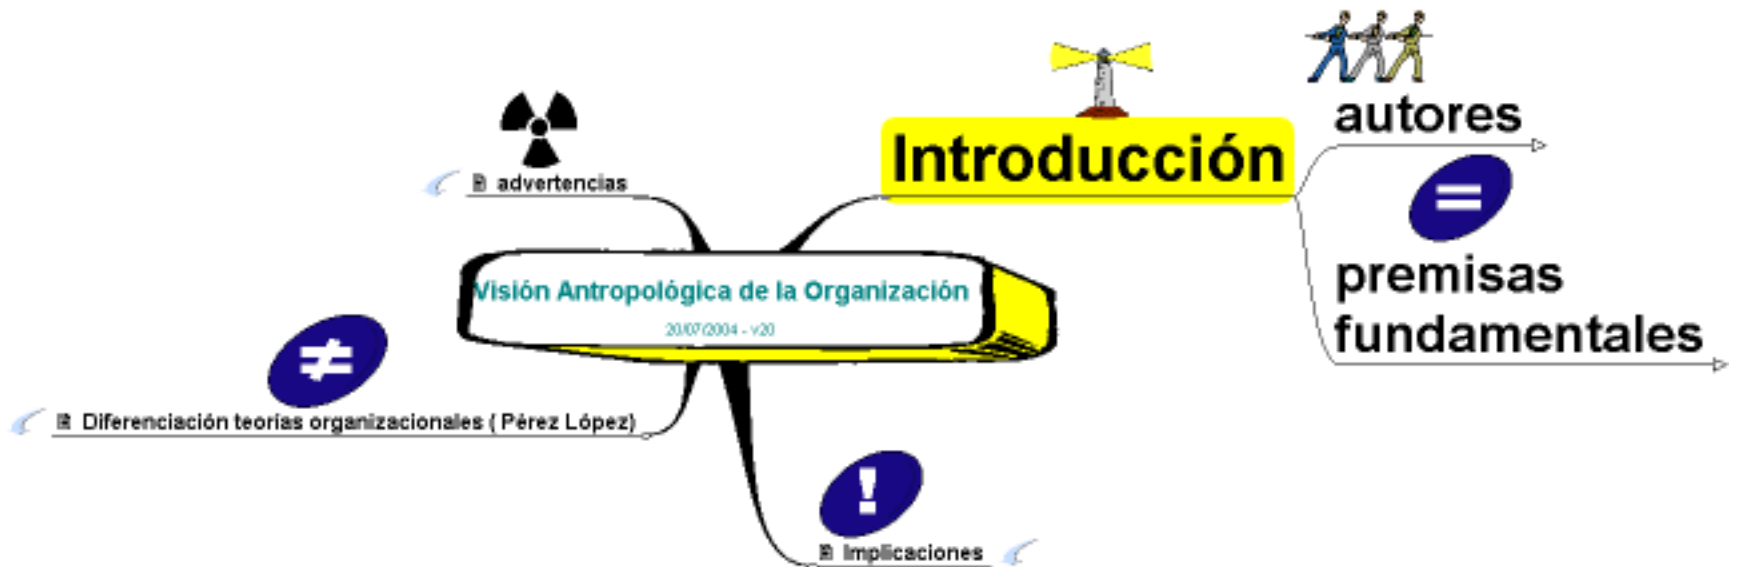 autores
Introducción
advertencias
premisas
fundamentales
Visión Antropológica de la Organización
20/07/2004 - v20
Diferenciación teorías organizacionales ( Pérez López)
Implicaciones